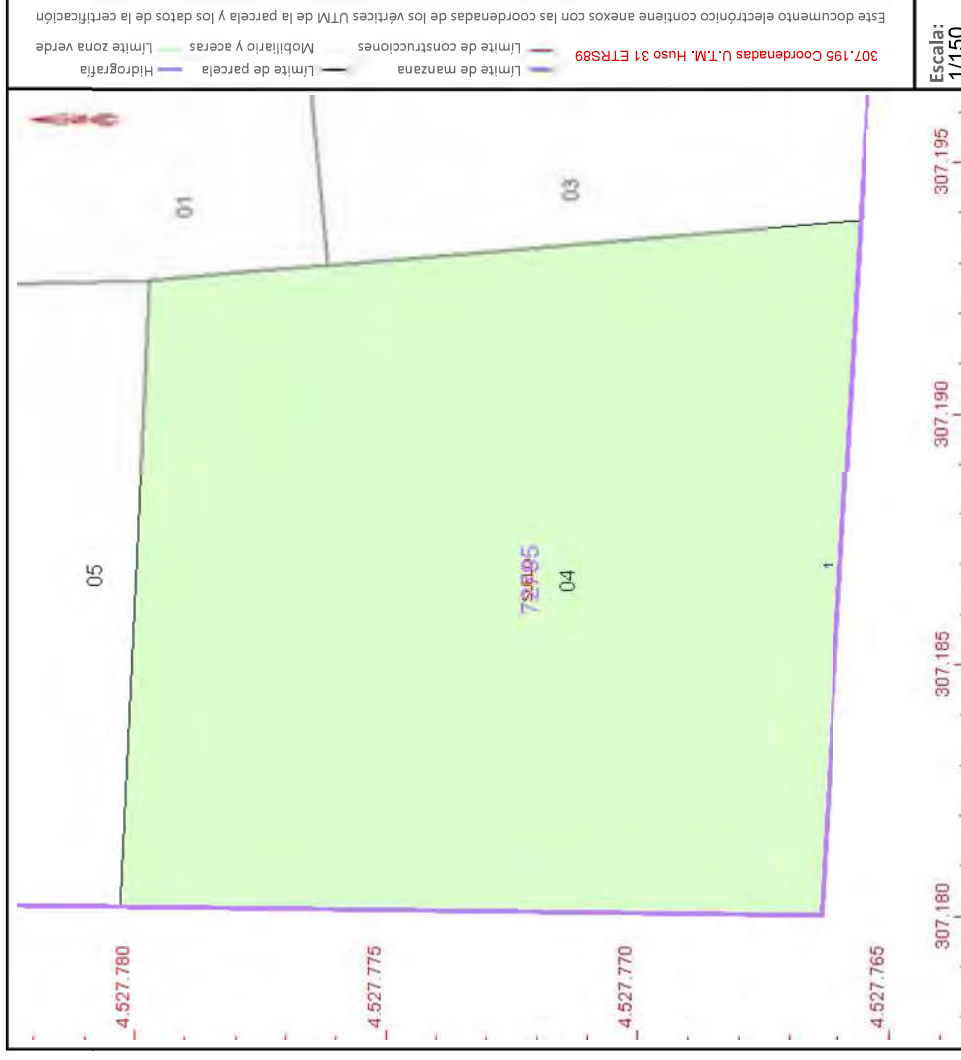 05
01
03
72795
SUELO
04
1
4.527.780
4.527.775
4.527.770
4.527.765
307.180
307.185
307.190
307.195
Escala:
1/150
307.195 Coordenadas U.T.M. Huso 31 ETRS89
Límite de manzana
Límite de parcela
Hidrografía
Límite de construcciones
Mobiliario y aceras
Límite zona verde
Este documento electrónico contiene anexos con las coordenadas de los vértices UTM de la parcela y los datos de la certificación